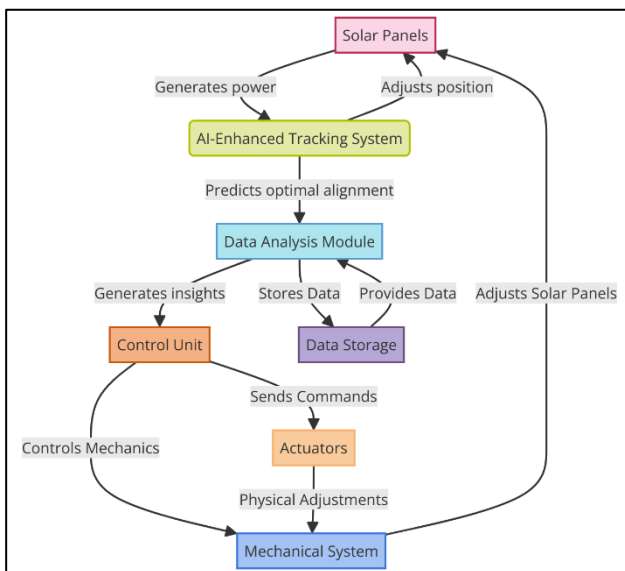 Solar Panels
Generates power
Adjusts position
AI-Enhanced Tracking System
Predicts optimal alignment
Data Analysis Module
Generates insights
Stores Data
Provides Data
Adjusts Solar Panels
Control Unit
Data Storage
Sends Commands
Controls Mechanics
Actuators
Physical Adjustments
Mechanical System